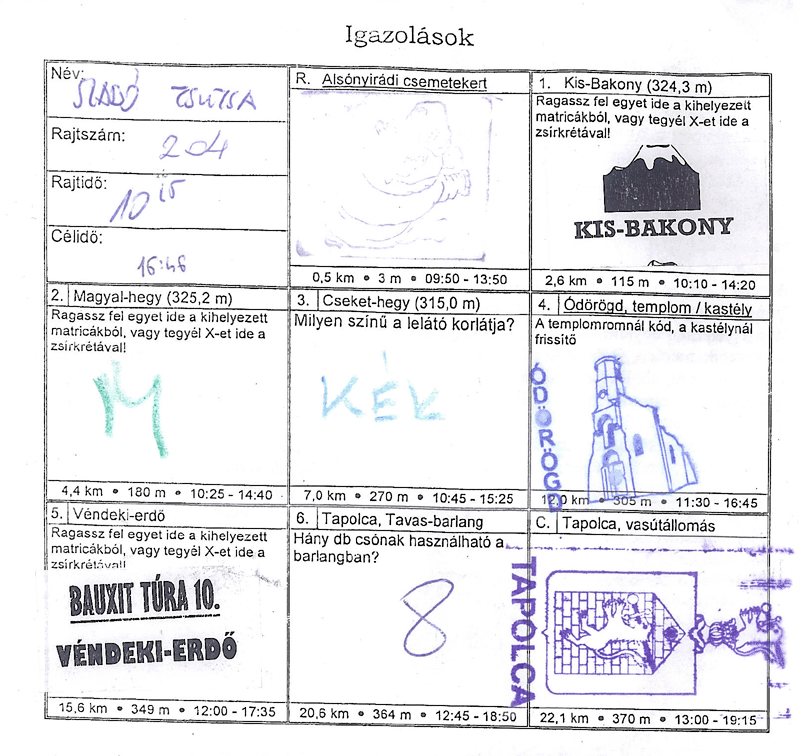 Igazolások
Név:
SZABÓ ZSUZSA
Rajtszám:
204
Rajtidő:
10 15
Célidő:
16:46
R. Alsónyirádi csemetekert
0,5 km • 3 m • 09:50 - 13:50
1. Kis-Bakony (324,3 m)
Ragassz fel egyet ide a kihelyezett
matricákból, vagy tegyél X-et ide a
zsírkrétával!
KIS-BAKONY
2,6 km • 115 m • 10:10 - 14:20
2. Magyal-hegy (325,2 m)
Ragassz fel egyet ide a kihelyezett
matricákból, vagy tegyél X-et ide a
zsírkrétával!
M
4,4 km • 180 m • 10:25 - 14:40
3. Cseket-hegy (315,0 m)
Milyen színű a lelátó korlátja?
KÉK
7,0 km • 270 m • 10:45 - 15:25
4. Ódörögd, templom / kastély
A templomromnál kód, a kastélynál
frissítő
ÓDÖRÖGD
12,0 km • 305 m • 11:30 - 16:45
5. Véndeki-erdő
Ragassz fel egyet ide a kihelyezett
matricákból, vagy tegyél X-et ide a
zsírkrétával!
BAUXIT TÚRA 10.
VÉNDEKI-ERDŐ
15,6 km • 349 m • 12:00 - 17:35
6. Tapolca, Tavas-barlang
Hány db csónak használható a
barlangban?
8
20,6 km • 364 m • 12:45 - 18:50
C. Tapolca, vasútállomás
TAPOLCA
22,1 km • 370 m • 13:00 - 19:15